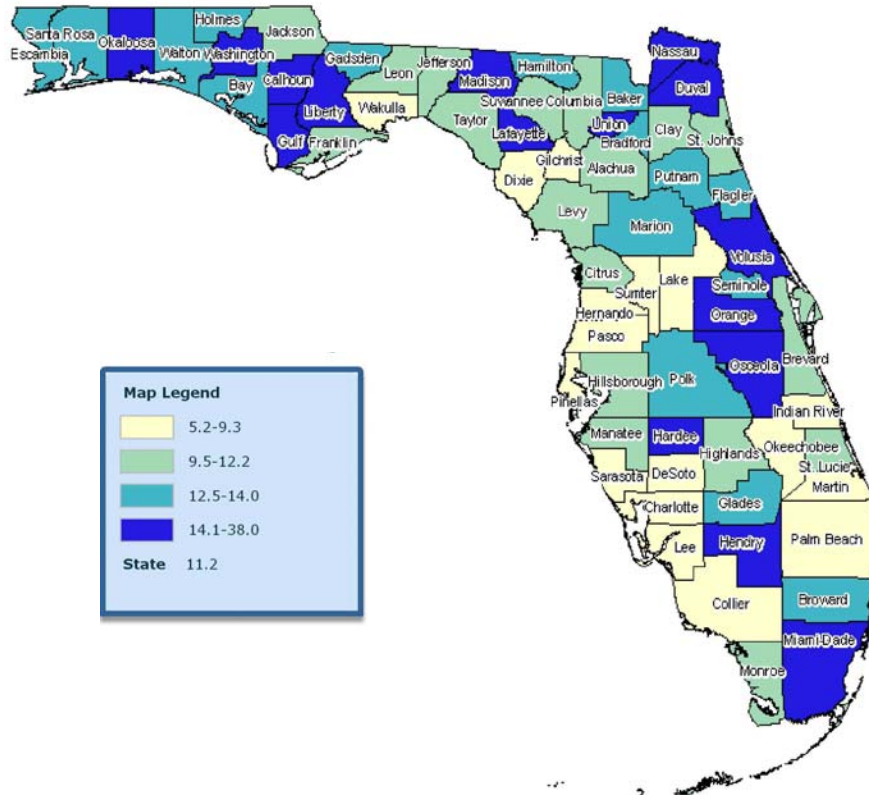 Holmes
Jackson
Santa Rosa
Okaloosa
Escambia
Walton
Washington
Bay
Calhoun
Gadsden
Liberty
Leon
Jefferson
Madison
Hamilton
Nassau
Duval
Gulf
Franklin
Wakulla
Taylor
Suwannee
Columbia
Baker
Lafayette
Union
Bradford
Clay
St. Johns
Gilchrist
Dixie
Alachua
Putnam
Flagler
Levy
Marion
Volusia
Citrus
Sumter
Lake
Seminole
Hernando
Orange
Pasco
Brevard
Osceola
Hillsborough
Polk
Pinellas
Indian River
Manatee
Hardee
Highlands
Okeechobee
St. Lucie
Sarasota
DeSoto
Martin
Charlotte
Glades
Lee
Hendry
Palm Beach
Collier
Broward
Miami-Dade
Monroe
Map Legend
5.2-9.3
9.5-12.2
12.5-14.0
14.1-38.0
State 11.2